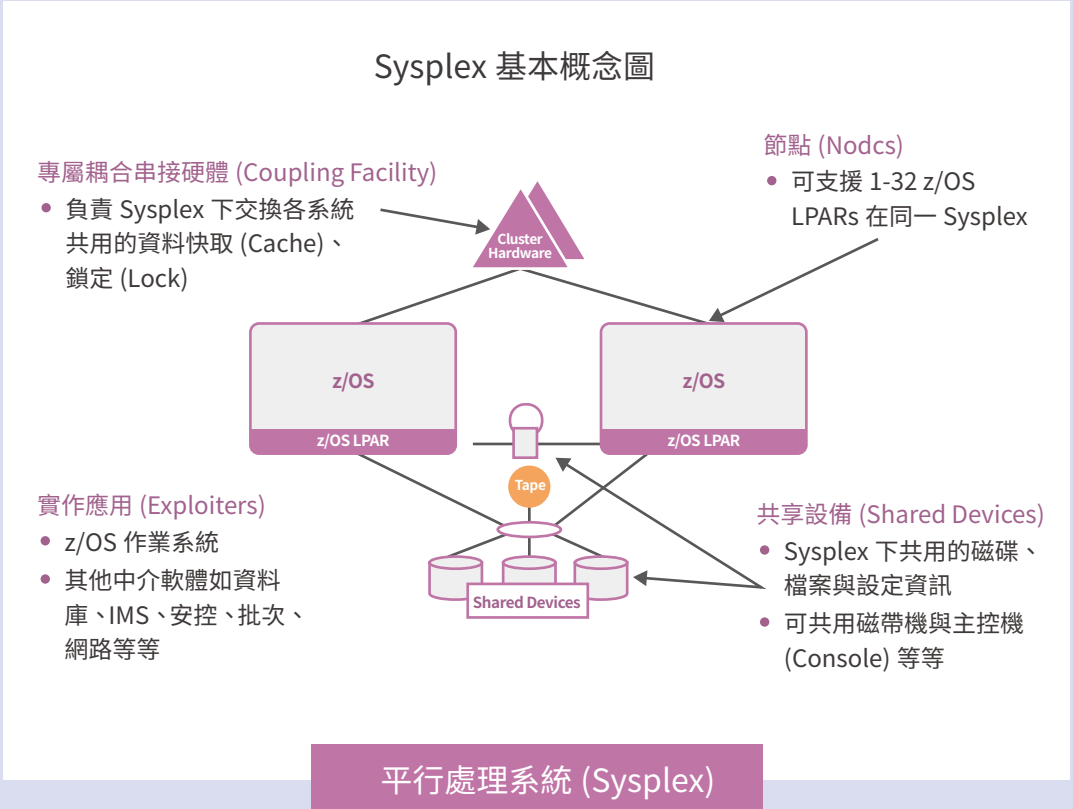 Sysplex 基本概念圖
專屬耦合串接硬體 (Coupling Facility)
• 負責 Sysplex 下交換各系統
共用的資料快取 (Cache)、
鎖定 (Lock)
節點 (Nodcs)
• 可支援 1-32 z/OS
LPARs 在同一 Sysplex
Cluster
Hardware
z/OS
z/OS LPAR
z/OS
z/OS LPAR
Tape
Shared Devices
實作應用 (Exploiters)
• z/OS 作業系統
• 其他中介軟體如資料
庫、IMS、安控、批次、
網路等等
共享設備 (Shared Devices)
• Sysplex 下共用的磁碟、
檔案與設定資訊
• 可共用磁帶機與主控機
(Console) 等等
平行處理系統 (Sysplex)